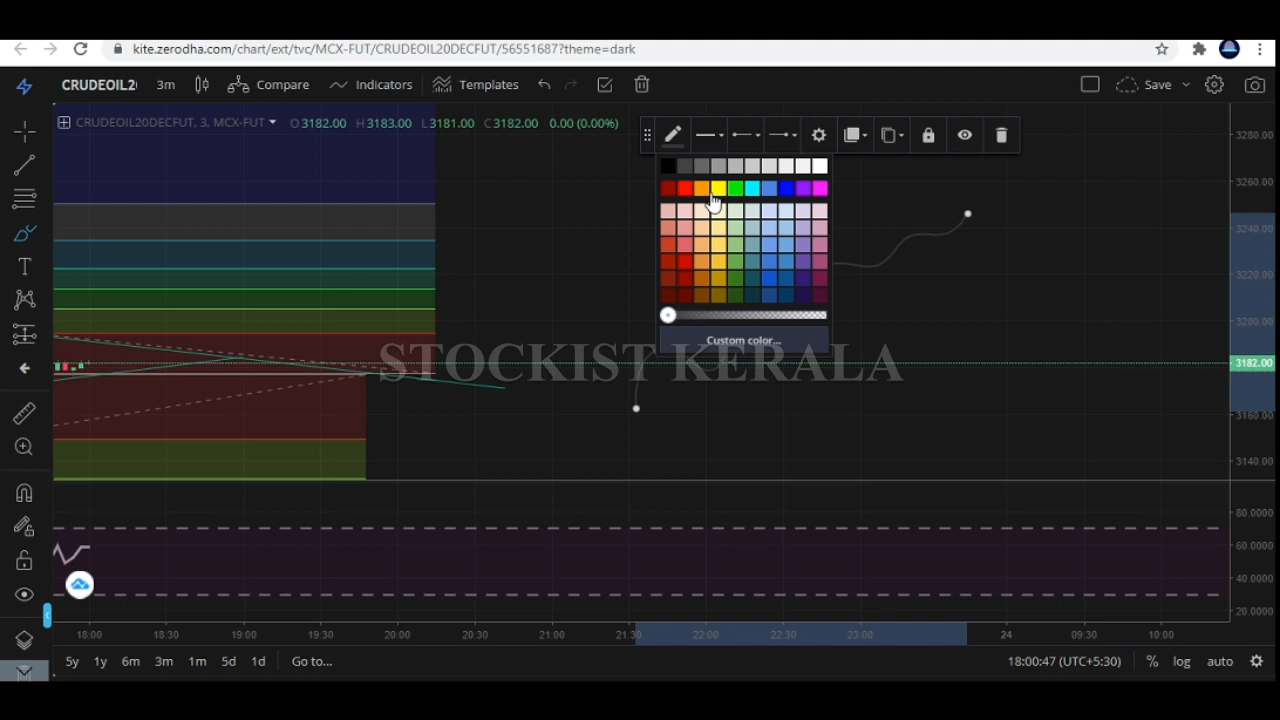 kite.zerodha.com/chart/ext/tvc/MCX-FUT/CRUDEOIL20DECFUT/56551687?theme=dark
CRUDEOIL2 3m Compare Indicators Templates Save
CRUDEOIL20DECFUT, 3, MCX-FUT O3182.00 H3183.00 L3181.00 C3182.00 0.00 (0.00%)
3280.00
3260.00
3240.00
3220.00
3200.00
Custom color...
STOCKIST KERALA
3182.00
3160.00
3140.00
80.0000
60.0000
40.0000
20.0000
18:00 18:30 19:00 19:30 20:00 20:30 21:00 21:30 22:00 22:30 23:00 24 09:30 10:00
5y 1y 6m 3m 1m 5d 1d Go to... 18:00:47 (UTC+5:30) % log auto